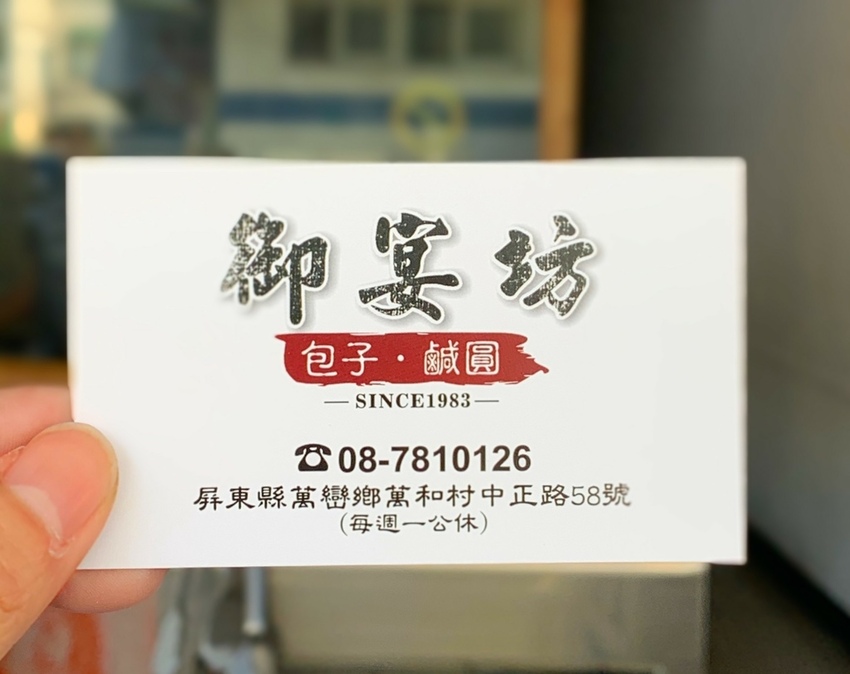 御宴坊
包子·鹹圓
SINCE1983
☎08-7810126
屏東縣萬巒鄉萬和村中正路58號
(每週一公休)